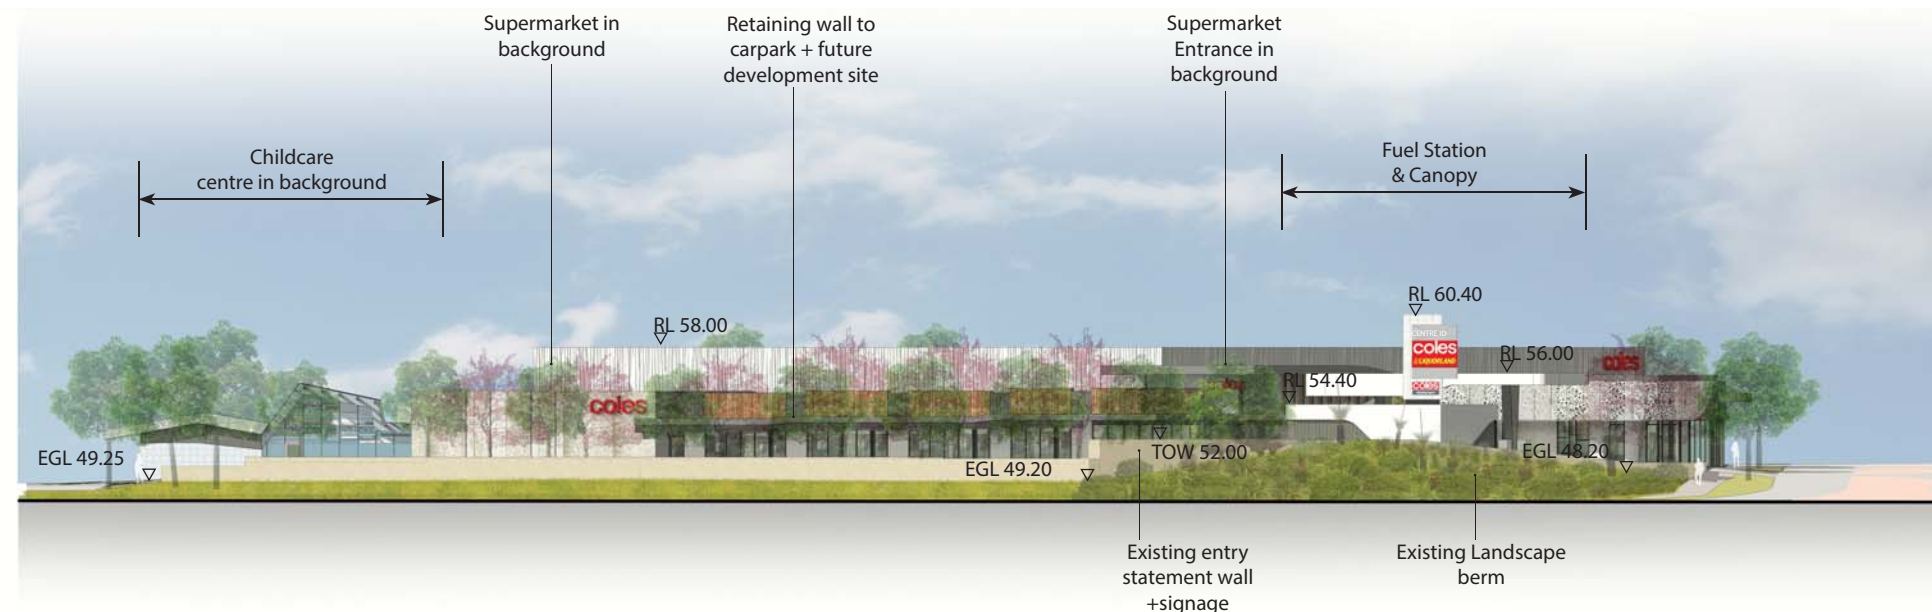 Supermarket in
background
Retaining wall to
carpark + future
development site
Supermarket
Entrance in
background
Childcare
centre in background
Fuel Station
& Canopy
RL 60.40
RL 58.00
CENTRE ID
coles
LIQUORLAND
coles
RL 56.00
coles
RL 54.40
coles
EGL 49.25
TOW 52.00
EGL 49.20
EGL 48.20
Existing entry
statement wall
+signage
Existing Landscape
berm